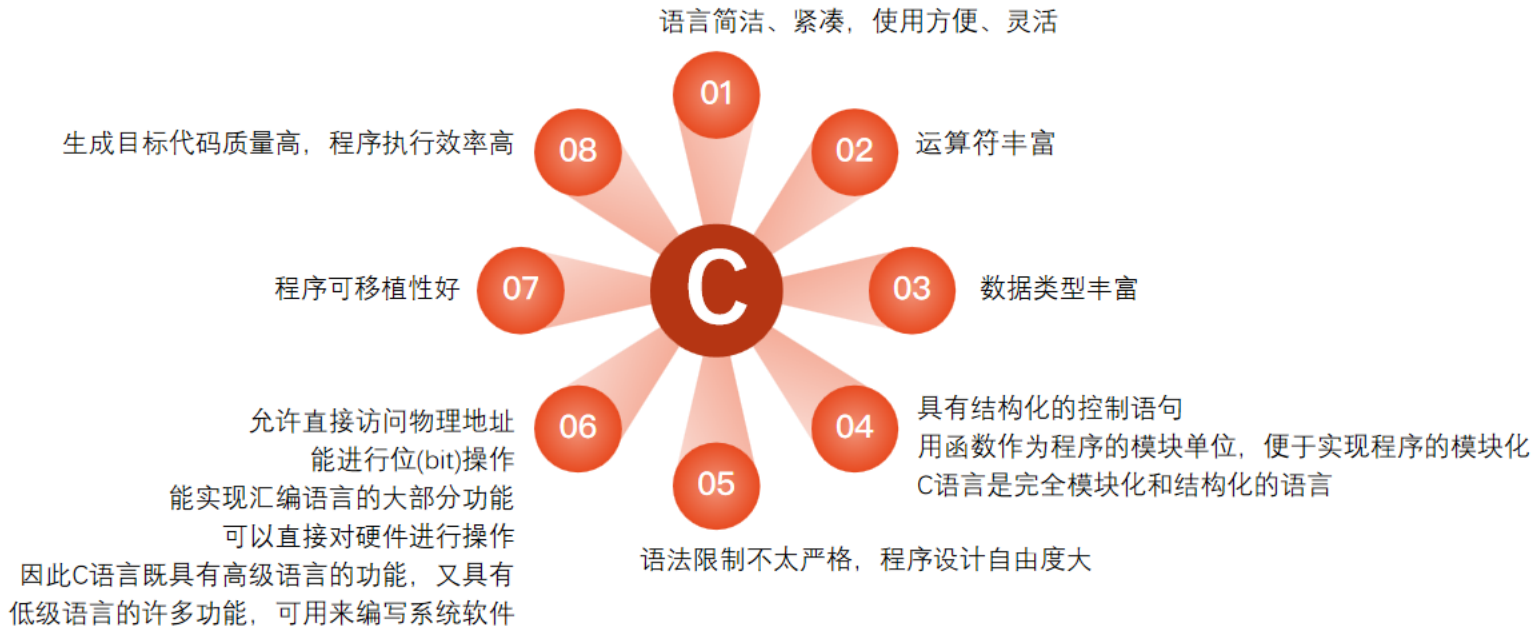 语言简洁、紧凑，使用方便、灵活
01
02
运算符丰富
03
数据类型丰富
04
具有结构化的控制语句
用函数作为程序的模块单位，便于实现程序的模块化
C语言是完全模块化和结构化的语言
05
语法限制不太严格，程序设计自由度大
06
允许直接访问物理地址
能进行位(bit)操作
能实现汇编语言的大部分功能
可以直接对硬件进行操作
因此C语言既具有高级语言的功能，又具有
低级语言的许多功能，可用来编写系统软件
07
程序可移植性好
08
生成目标代码质量高，程序执行效率高
C